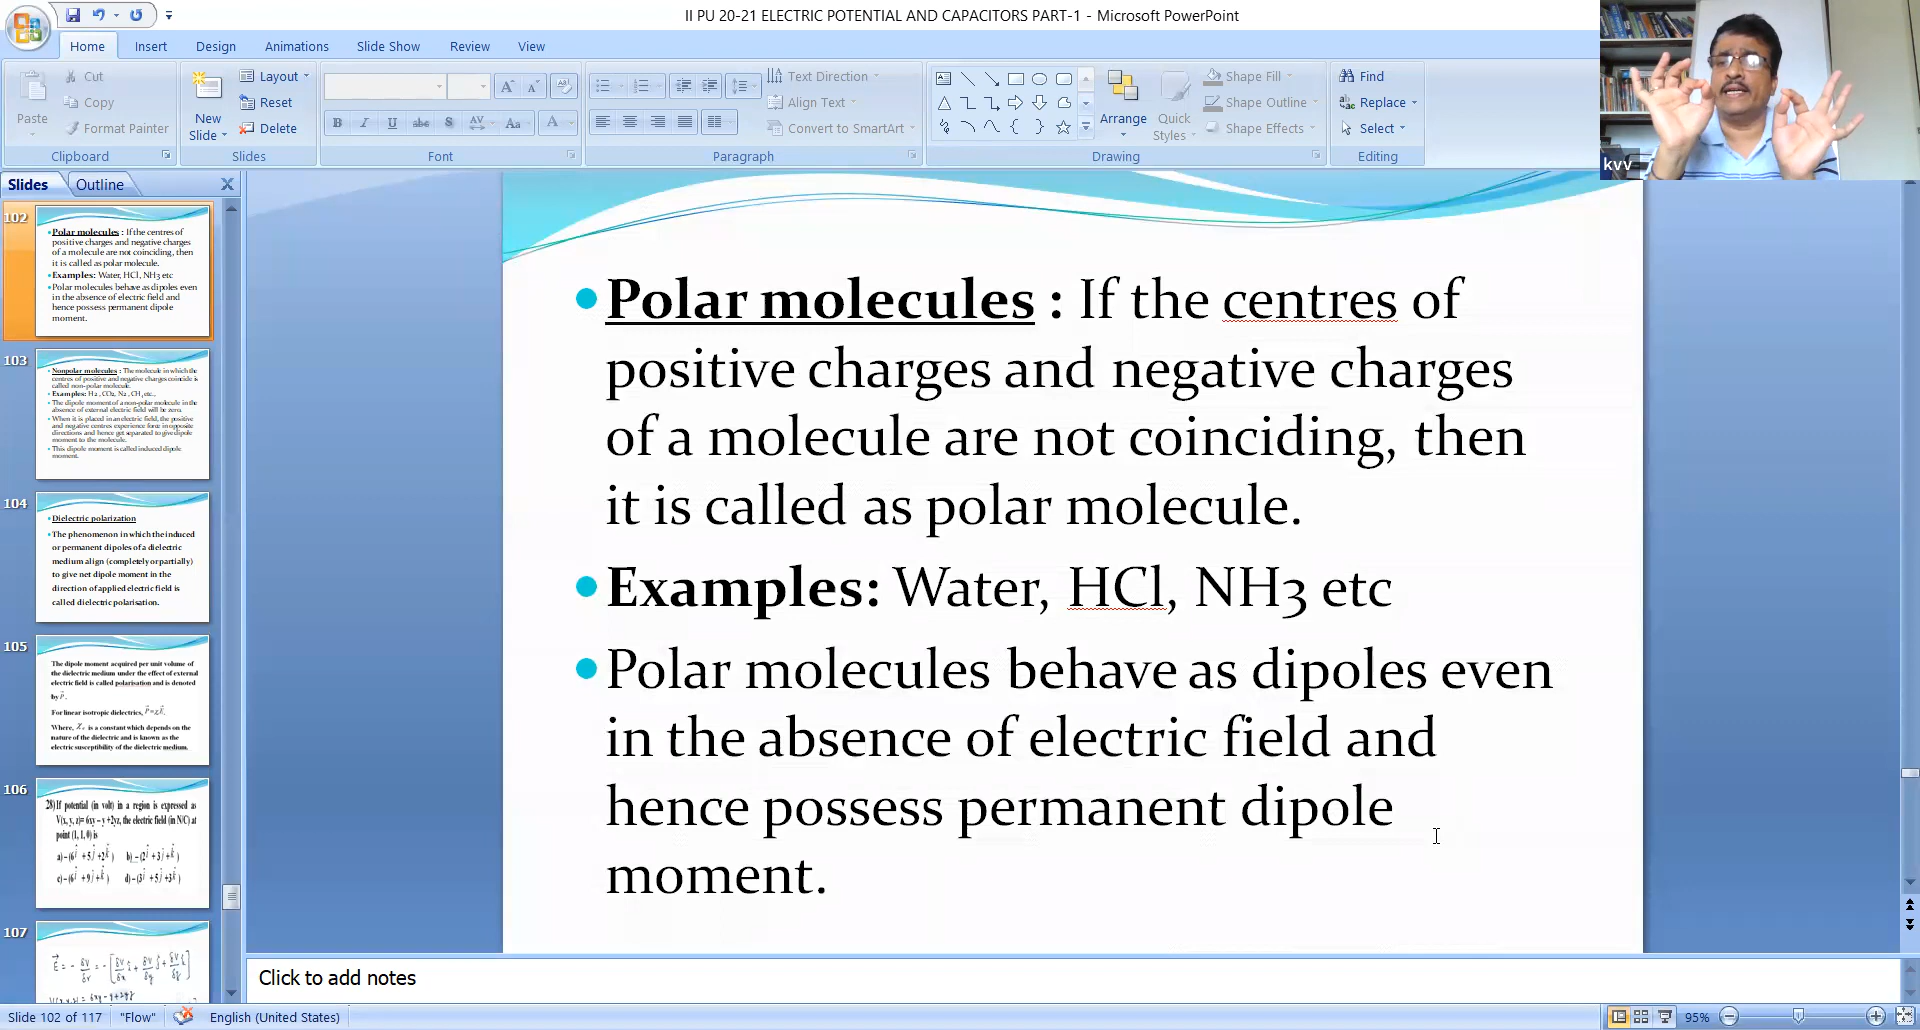 II PU 20-21 ELECTRIC POTENTIAL AND CAPACITORS PART-1 - Microsoft PowerPoint
Home Insert Design Animations Slide Show Review View
Paste
Cut
Copy
Format Painter
Clipboard
New Slide
Layout
Reset
Delete
Slides
B I U abc S AV Aa A
Font
Text Direction
Align Text
Convert to SmartArt
Paragraph
Arrange
Quick Styles
Shape Fill
Shape Outline
Shape Effects
Drawing
Find
Replace
Select
Editing
kvv
Slides Outline
102
• Polar molecules : If the centres of
positive charges and negative charges
of a molecule are not coinciding, then
it is called as polar molecule.
• Examples: Water, HCl, NH3 etc
• Polar molecules behave as dipoles even
in the absence of electric field and
hence possess permanent dipole
moment.
103
• Nonpolar molecules : The molecule in which the
centres of positive and negative charges coincide is
called non-polar molecule.
• Examples: H2 , CO2, N2 , CH4 etc.,
• The dipole moment of a non-polar molecule in the
absence of external electric field will be zero.
• When it is placed in an electric field, the positive
and negative centres experience force in opposite
directions and hence get separated to give dipole
moment to the molecule.
• This dipole moment is called induced dipole
moment.
104
• Dielectric polarization
• The phenomenon in which the induced
or permanent dipoles of a dielectric
medium align (completely or partially)
to give net dipole moment in the
direction of applied electric field is
called dielectric polarisation.
105
The dipole moment acquired per unit volume of
the dielectric medium under the effect of external
electric field is called polarisation and is denoted
by P .
For linear isotropic dielectrics,
Where, χe is a constant which depends on the
nature of the dielectric and is known as the
electric susceptibility of the dielectric medium.
106
28) If potential (in volt) in a region is expressed as
V(x, y, z)= 6xy – y +2yz, the electric field (in N/C) at
point (1, 1, 0) is
107
• Polar molecules : If the centres of
positive charges and negative charges
of a molecule are not coinciding, then
it is called as polar molecule.
• Examples: Water, HCl, NH3 etc
• Polar molecules behave as dipoles even
in the absence of electric field and
hence possess permanent dipole
moment.
Click to add notes
Slide 102 of 117 "Flow" English (United States) 95%